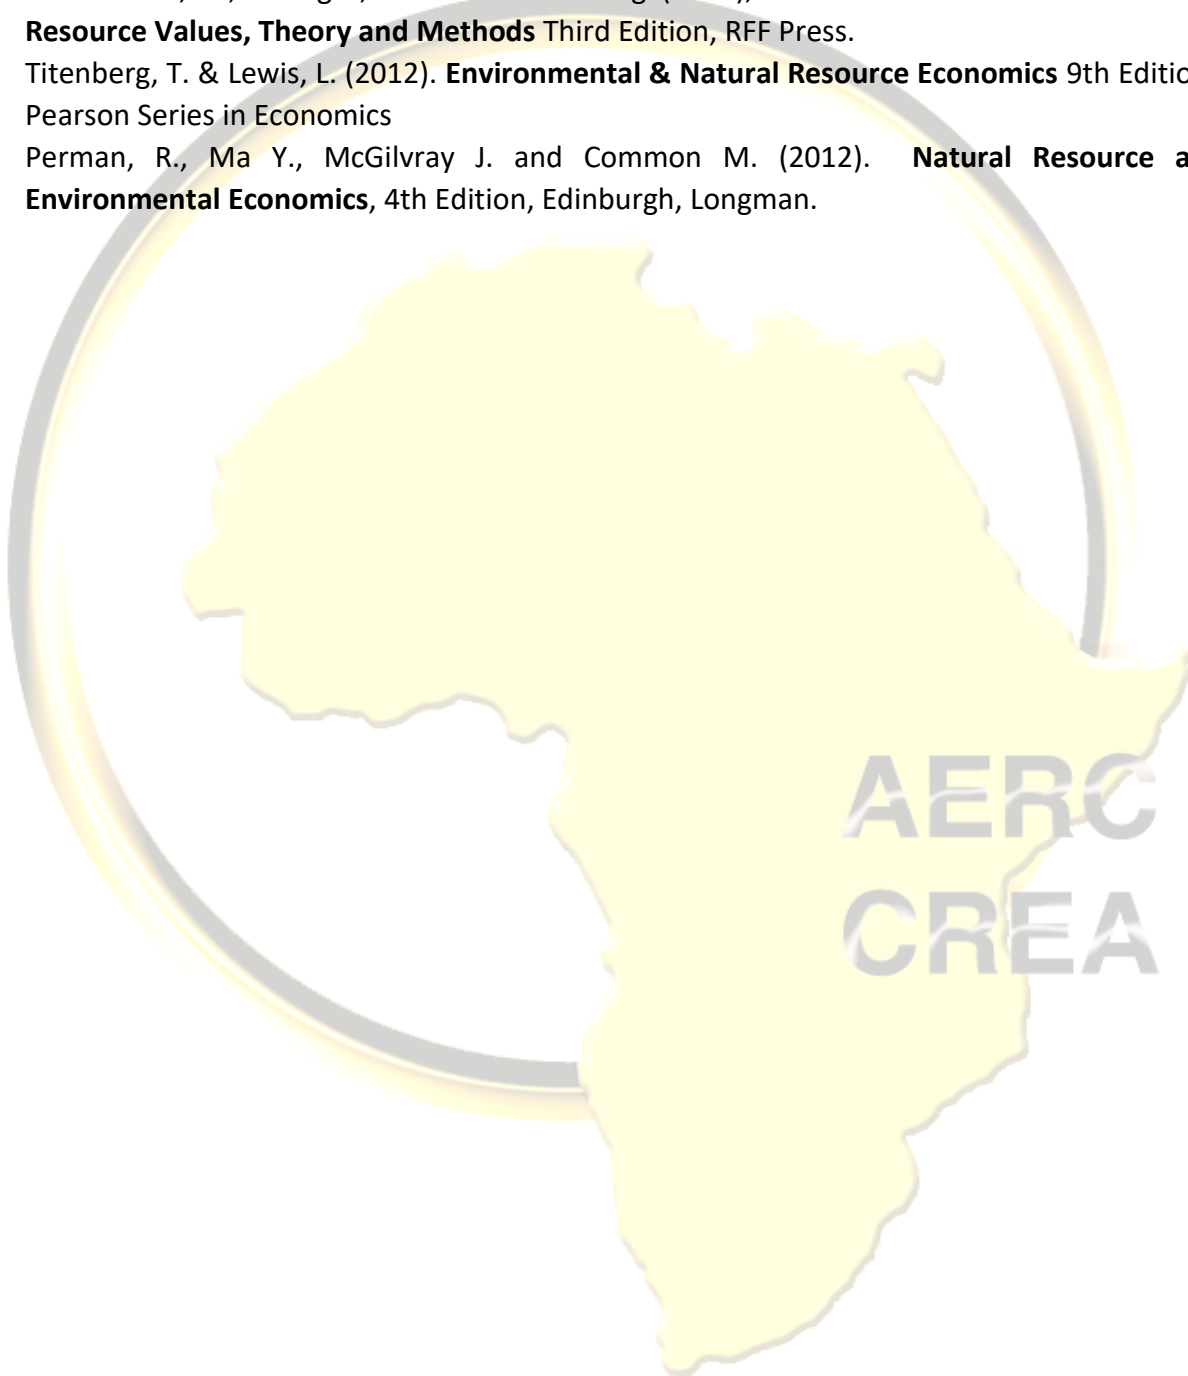 Resource Values, Theory and Methods Third Edition, RFF Press.
Titenberg, T. & Lewis, L. (2012). Environmental & Natural Resource Economics 9th Editio
Pearson Series in Economics
Perman, R., Ma Y., McGilvray J. and Common M. (2012). Natural Resource a
Environmental Economics, 4th Edition, Edinburgh, Longman.
AERC
CREA